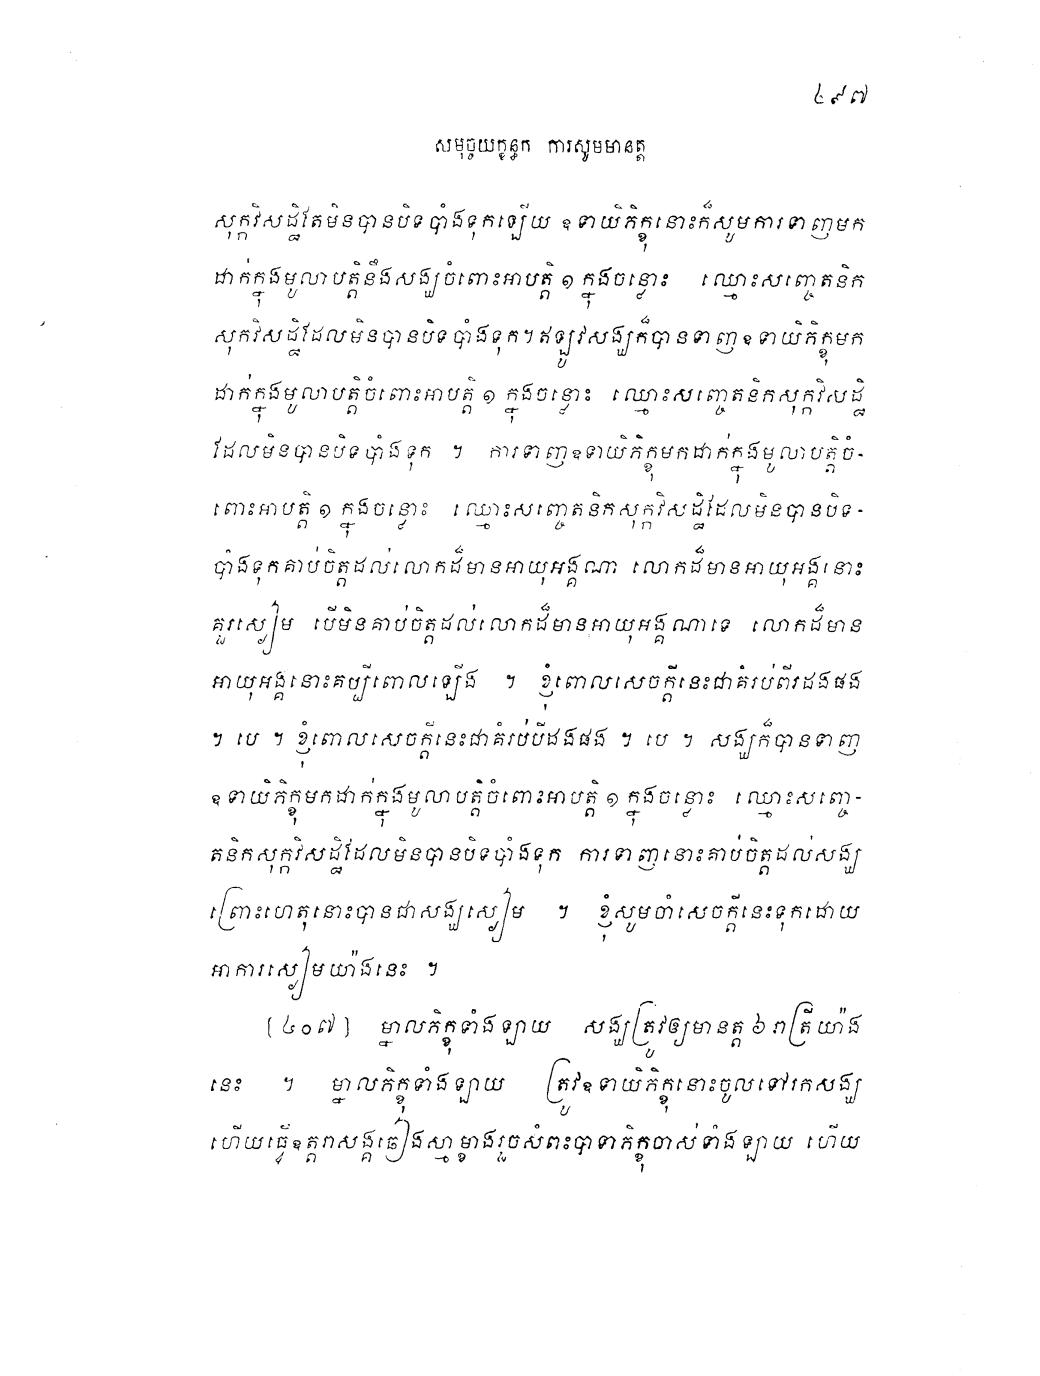 ៤៩៧
សមុច្ចយក្ខន្ធក ការសូមមានត្ត
សុក្កវិសដ្ឋិតែមិនបានបិទបាំងទុកឡើយ ឧទាយិភិក្ខុនោះក៏សូមការទាញមក
ដាក់ក្នុងមូលាបត្តិនឹងសង្ឃចំពោះអាបត្តិ ១ ក្នុងចន្លោះ ឈ្មោះសញ្ចេតនិក
សុកវិសដ្ឋិដែលមិនបានបិទបាំងទុក។ ឥឡូវសង្ឃក៏បានទាញឧទាយិភិក្ខុមក
ដាក់ក្នុងមូលាបត្តិចំពោះអាបត្តិ ១ ក្នុងចន្លោះ ឈ្មោះសញ្ចេតនិកសុក្កវិសដ្ឋិ
ដែលមិនបានបិទបាំងទុក ។ ការទាញឧទាយិភិក្ខុមកដាក់ក្នុងមូលាបត្តិចំ-
ពោះអាបត្តិ ១ ក្នុងចន្លោះ ឈ្មោះសញ្ចេតនិកសុក្កវិសដ្ឋិដែលមិនបានបិទ-
បាំងទុកគាប់ចិត្តដល់លោកដ៏មានអាយុអង្គណា លោកដ៏មានអាយុអង្គនោះ
គួរស្ងៀម បើមិនគាប់ចិត្តដល់លោកដ៏មានអាយុអង្គណាទេ លោកដ៏មាន
អាយុអង្គនោះគប្បីពោលឡើង ។ ខ្ញុំពោលសេចក្តីនេះជាគំរប់ពីរដងផង
។ បេ ។ ខ្ញុំពោលសេចក្តីនេះជាគំរប់បីដងផង ។ បេ ។ សង្ឃក៏បានទាញ
ឧទាយិភិក្ខុមកដាក់ក្នុងមូលាបត្តិចំពោះអាបត្តិ ១ ក្នុងចន្លោះ ឈ្មោះសញ្ចេ-
តនិកសុក្កវិសដ្ឋិដែលមិនបានបិទបាំងទុក ការទាញនោះគាប់ចិត្តដល់សង្ឃ
ព្រោះហេតុនោះបានជាសង្ឃស្ងៀម ។ ខ្ញុំសូមចាំសេចក្តីនេះទុកដោយ
អាការស្ងៀមយ៉ាងនេះ ។
[៤០៧] ម្នាលភិក្ខុទាំងឡាយ សង្ឃត្រូវឲ្យមានត្ត ៦ រាត្រីយ៉ាង
នេះ ។ ម្នាលភិក្ខុទាំងឡាយ ត្រូវឧទាយិភិក្ខុនោះចូលទៅរកសង្ឃ
ហើយធ្វើឧត្តរាសង្គឆៀងស្មាម្ខាងរួចសំពះបាទាភិក្ខុចាស់ទាំងឡាយ ហើយ